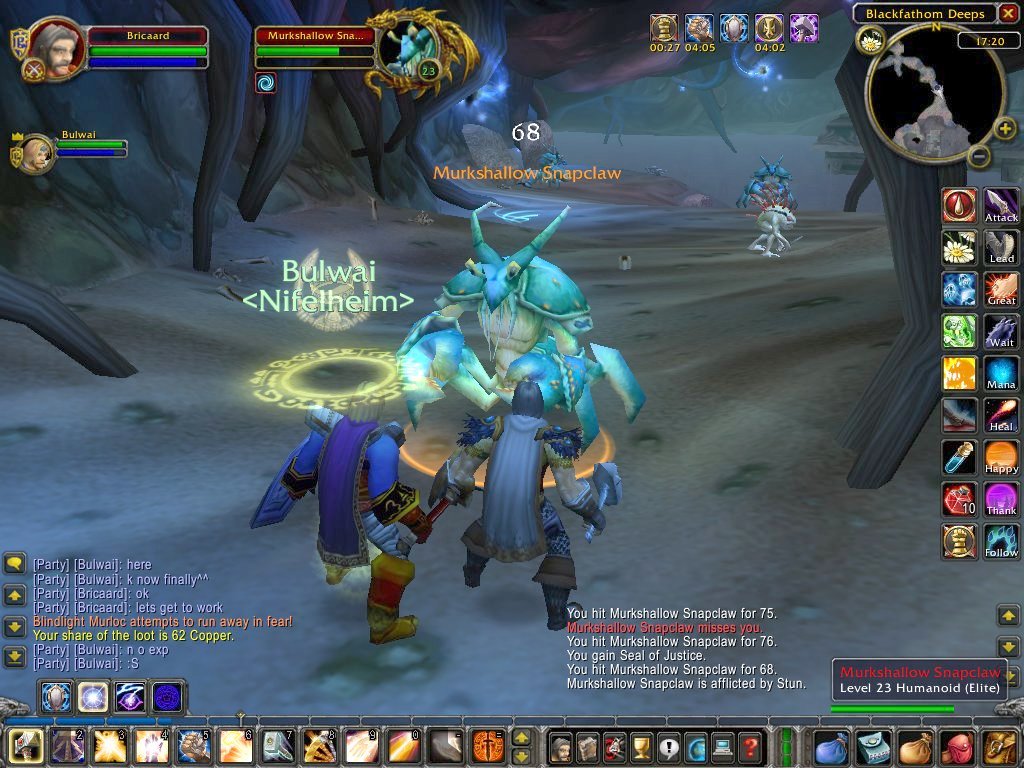 Bricaard
Murkshallow Sna...
23
Blackfathom Deeps
N
17:20
00:27
04:05
04:02
Bulwai
68
Murkshallow Snapclaw
Bulwai
<Nifelheim>
Attack
Lead
Great
Wait
Mana
Heal
Happy
10
Thank
Follow
[Party] [Bulwai]: here
[Party] [Bulwai]: k now finally^^
[Party] [Bricaard]: ok
[Party] [Bricaard]: lets get to work
Blindlight Murloc attempts to run away in fear!
Your share of the loot is 62 Copper.
[Party] [Bulwai]: n o exp
[Party] [Bulwai]: :S
You hit Murkshallow Snapclaw for 75.
Murkshallow Snapclaw misses you.
You hit Murkshallow Snapclaw for 76.
You gain Seal of Justice.
You hit Murkshallow Snapclaw for 68.
Murkshallow Snapclaw is afflicted by Stun.
Murkshallow Snapclaw
Level 23 Humanoid (Elite)
2 3 4 5 6 7 8 9 0 - =